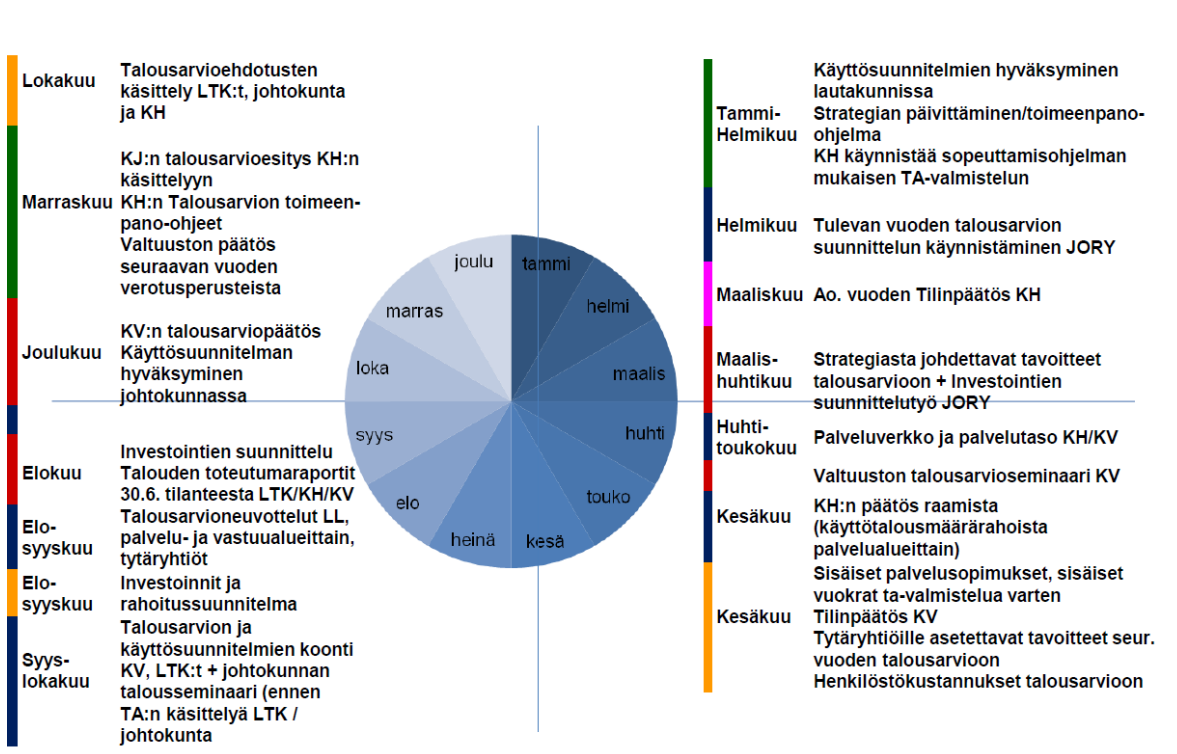 Lokakuu
Talousarvioehdotusten
käsittely LTK:t, johtokunta
ja KH
Marraskuu
KJ:n talousarvioesitys KH:n
käsittelyyn
KH:n Talousarvion toimeen-
pano-ohjeet
Valtuuston päätös
seuraavan vuoden
verotusperusteista
Joulukuu
KV:n talousarviopäätös
Käyttösuunnitelman
hyväksyminen
johtokunnassa
Elokuu
Investointien suunnittelu
Talouden toteutumaraportit
30.6. tilanteesta LTK/KH/KV
Elo-
syyskuu
Talousarvioneuvottelut LL,
palvelu- ja vastuualueittain,
tytäryhtiöt
Elo-
syyskuu
Investoinnit ja
rahoitussuunnitelma
Syys-
lokakuu
Talousarvion ja
käyttösuunnitelmien koonti
KV, LTK:t + johtokunnan
talousseminaari (ennen
TA:n käsittelyä LTK /
johtokunta
tammi
helmi
maalis
huhti
touko
kesä
heinä
elo
syys
loka
marras
joulu
Tammi-
Helmikuu
Käyttösuunnitelmien hyväksyminen
lautakunnissa
Strategian päivittäminen/toimeenpano-
ohjelma
KH käynnistää sopeuttamisohjelman
mukaisen TA-valmistelun
Helmikuu
Tulevan vuoden talousarvion
suunnittelun käynnistäminen JORY
Maaliskuu
Ao. vuoden Tilinpäätös KH
Maalis-
huhtikuu
Strategiasta johdettavat tavoitteet
talousarvioon + Investointien
suunnittelutyö JORY
Huhti-
toukokuu
Palveluverkko ja palvelutaso KH/KV
Valtuuston talousarvioseminaari KV
Kesäkuu
KH:n päätös raamista
(käyttötalousmäärärahoista
palvelualueittain)
Kesäkuu
Sisäiset palvelusopimukset, sisäiset
vuokrat ta-valmistelua varten
Tilinpäätös KV
Tytäryhtiöille asetettavat tavoitteet seur.
vuoden talousarvioon
Henkilöstökustannukset talousarvioon